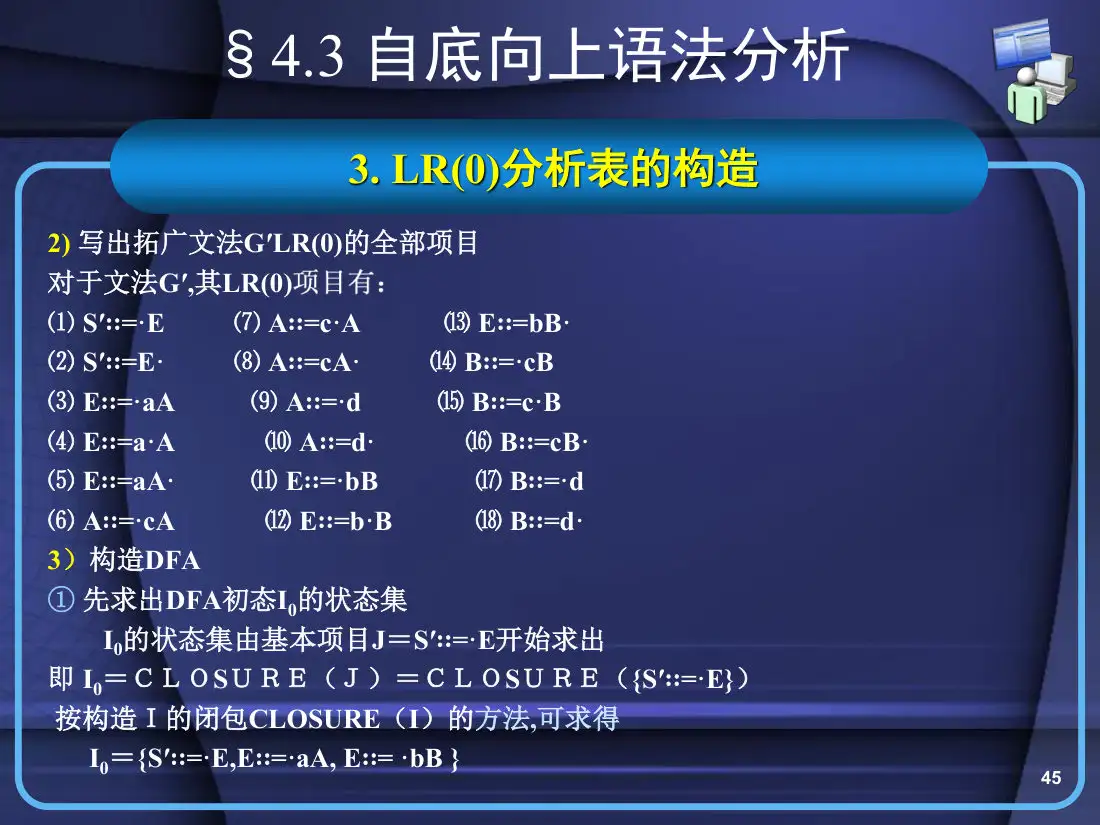 §4.3 自底向上语法分析
3. LR(0)分析表的构造
2) 写出拓广文法G′LR(0)的全部项目
对于文法G′,其LR(0)项目有：
⑴ S′∷=·E ⑺ A∷=c·A ⒀ E∷=bB·
⑵ S′∷=E· ⑻ A∷=cA· ⒁ B∷=·cB
⑶ E∷=·aA ⑼ A∷=·d ⒂ B∷=c·B
⑷ E∷=a·A ⑽ A∷=d· ⒃ B∷=cB·
⑸ E∷=aA· ⑾ E∷=·bB ⒄ B∷=·d
⑹ A∷=·cA ⑿ E∷=b·B ⒅ B∷=d·
3）构造DFA
① 先求出DFA初态I0的状态集
I0的状态集由基本项目J＝S′∷=·E开始求出
即 I0＝ＣＬＯSＵＲＥ（Ｊ）＝ＣＬＯSＵＲＥ（{S′∷=·E}）
按构造Ｉ的闭包CLOSURE（I）的方法,可求得
I0＝{S′∷=·E,E∷=·aA, E∷= ·bB }
45